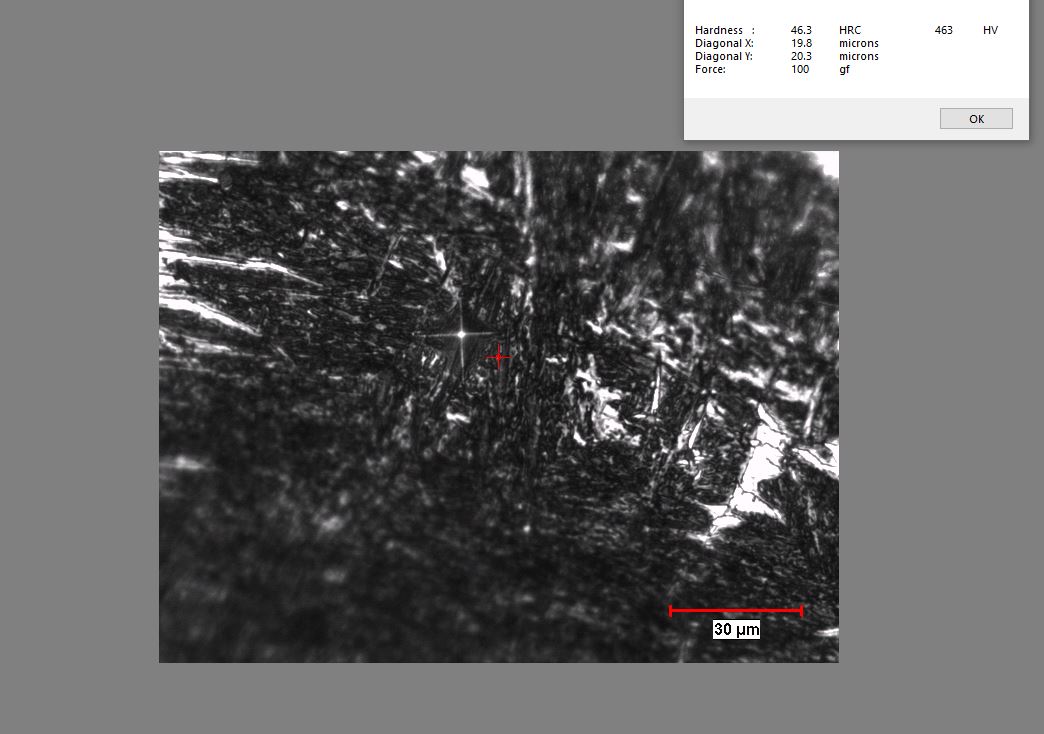 Hardness : 46.3 HRC 463 HV
Diagonal X: 19.8 microns
Diagonal Y: 20.3 microns
Force: 100 gf
OK
30 µm